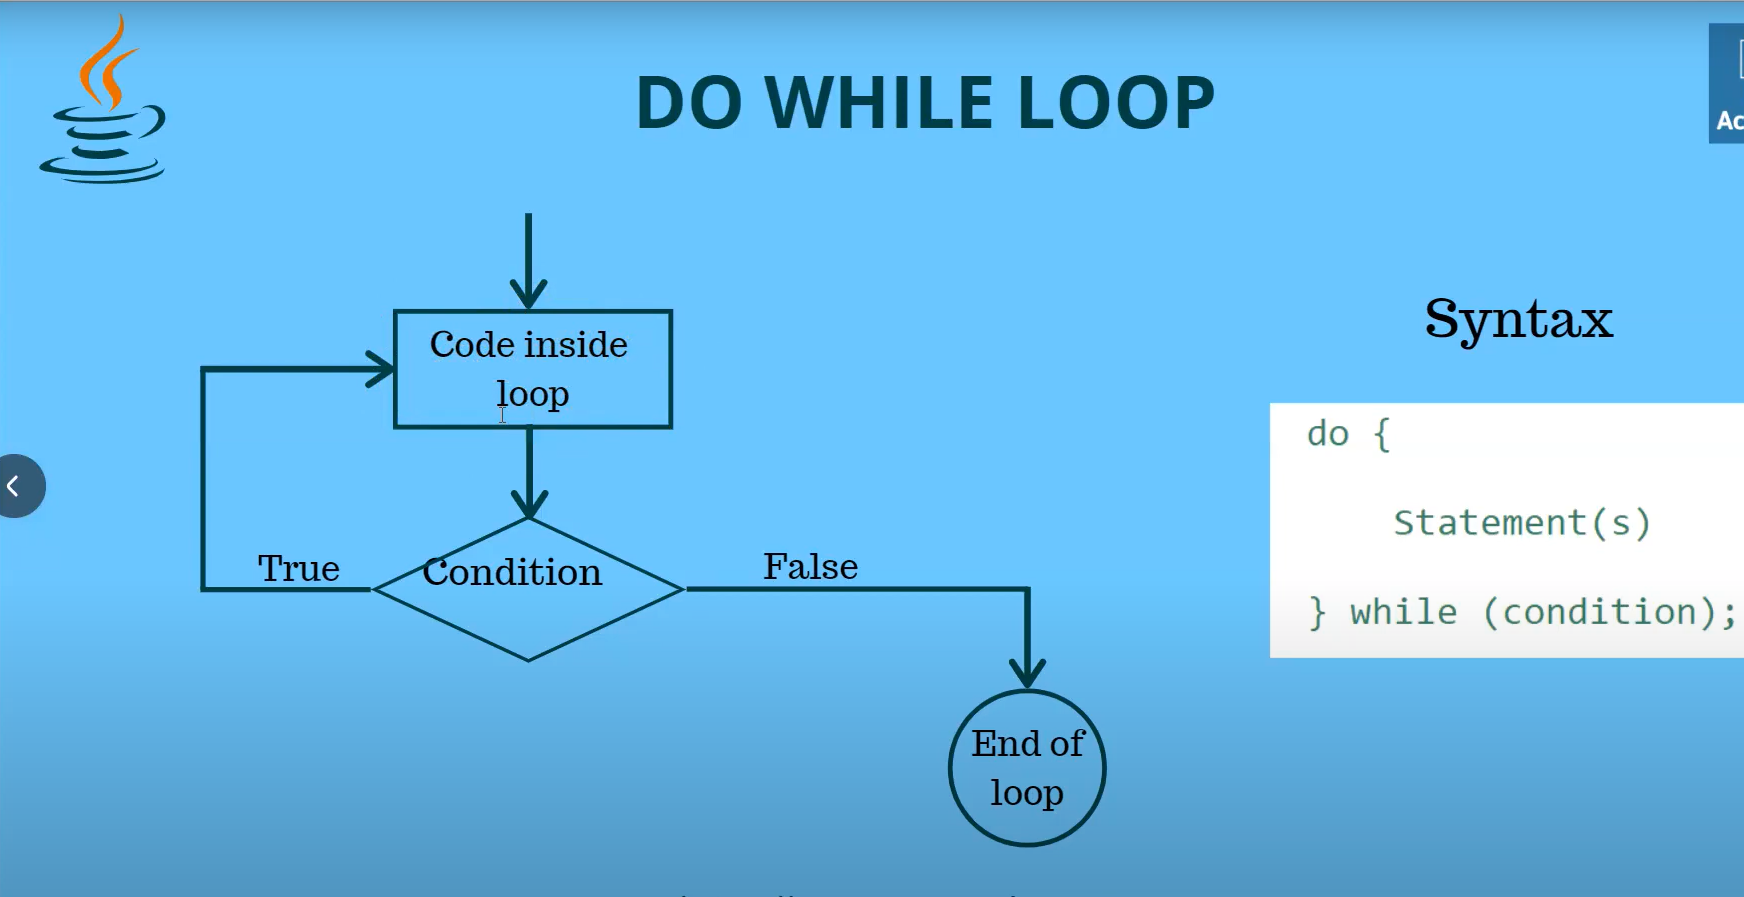 DO WHILE LOOP
Ac
Code inside
loop
Syntax
do {
Statement(s)
} while (condition);
True
Condition
False
End of
loop